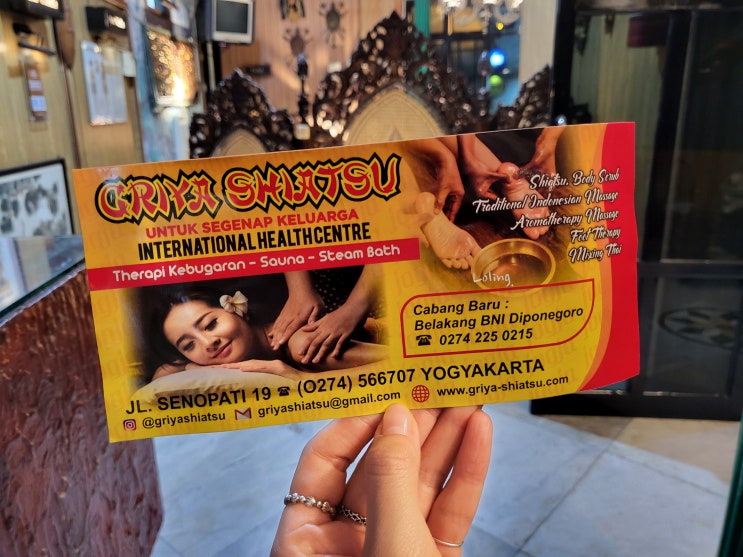 GRIYA SHIATSU
UNTUK SEGENAP KELUARGA
INTERNATIONAL HEALTH CENTRE
Therapi Kebugaran - Sauna - Steam Bath
Shiatsu, Body Scrub
Traditional Indonesian Massage
Aromatherapy Massage
Foot Therapy
Mixing Thai
Loling.
Cabang Baru :
Belakang BNI Diponegoro
☎ 0274 225 0215
JL. SENOPATI 19 ☎ (0274) 566707 YOGYAKARTA
@griyashiatsu griyashiatsu@gmail.com www.griya-shiatsu.com